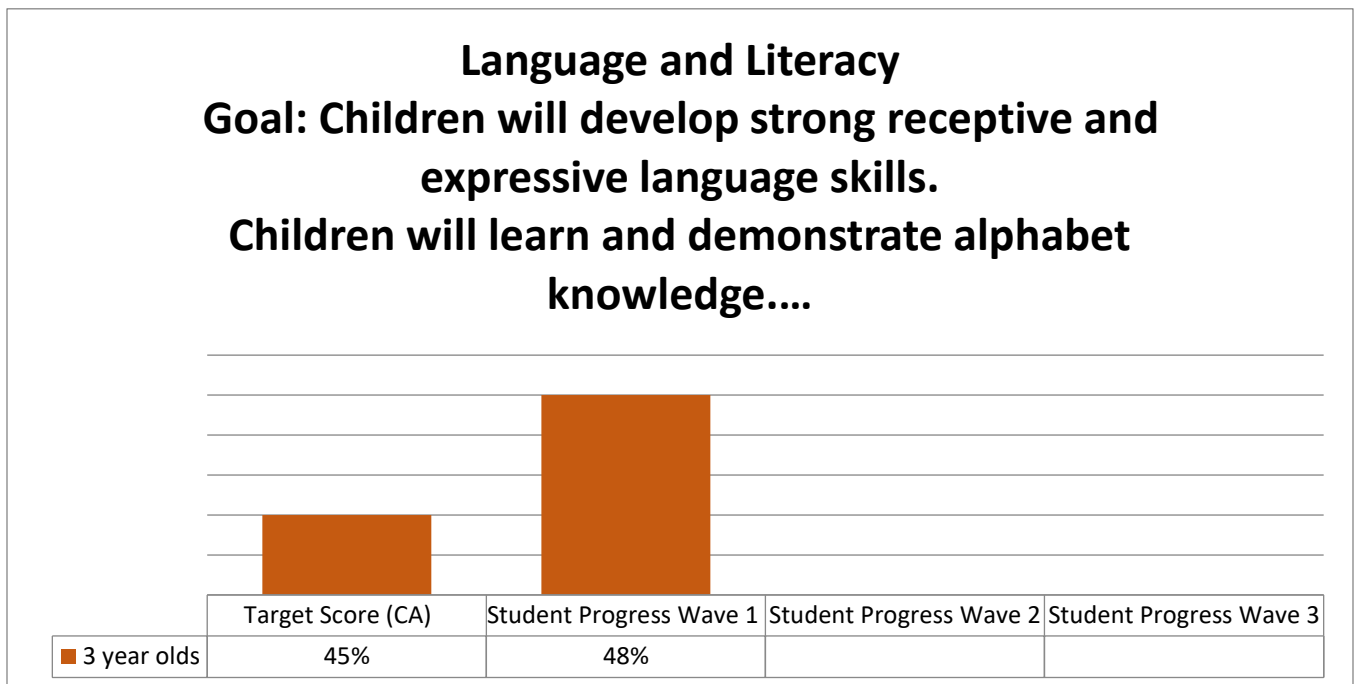 Language and Literacy
Goal: Children will develop strong receptive and
expressive language skills.
Children will learn and demonstrate alphabet
knowledge....
Target Score (CA) Student Progress Wave 1 Student Progress Wave 2 Student Progress Wave 3
3 year olds 45% 48%